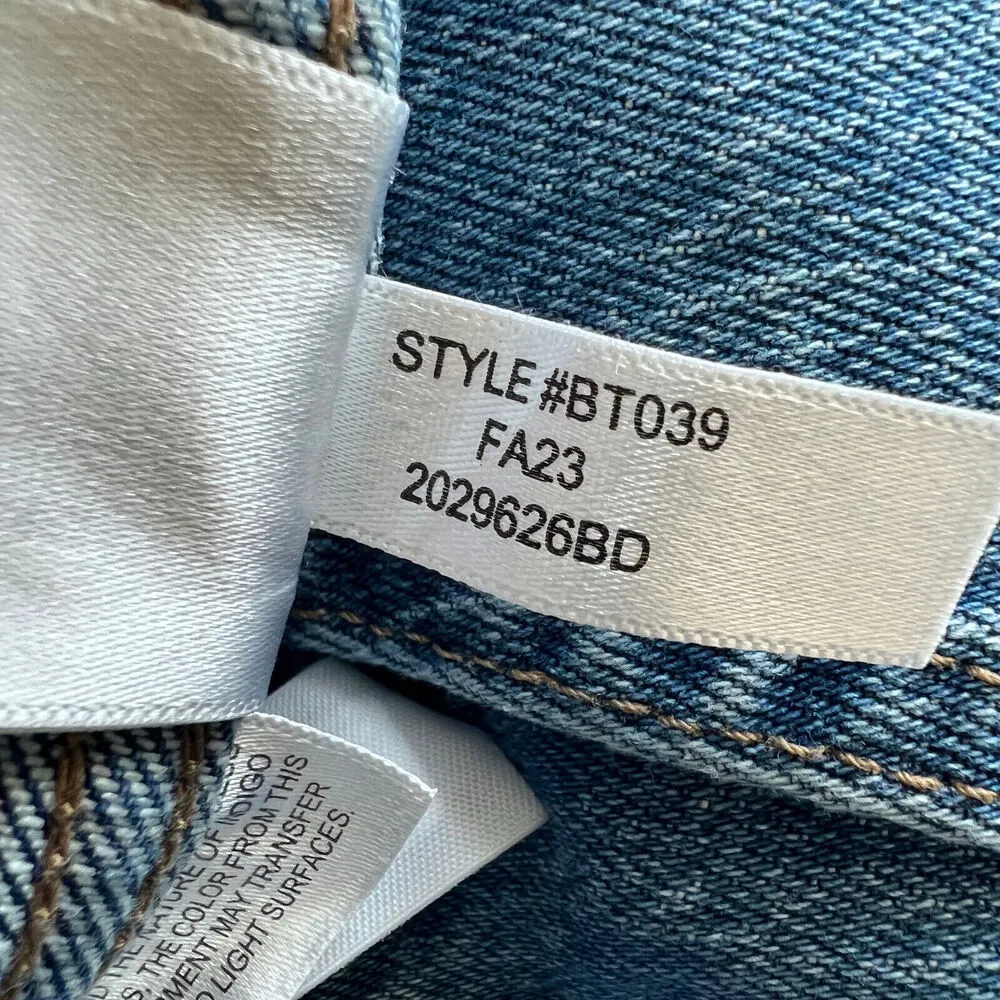 STYLE #BT039
FA23
2029626BD
NATURE OF INDIGO
THE COLOR FROM THIS
MAY TRANSFER
LIGHT SURFACES.